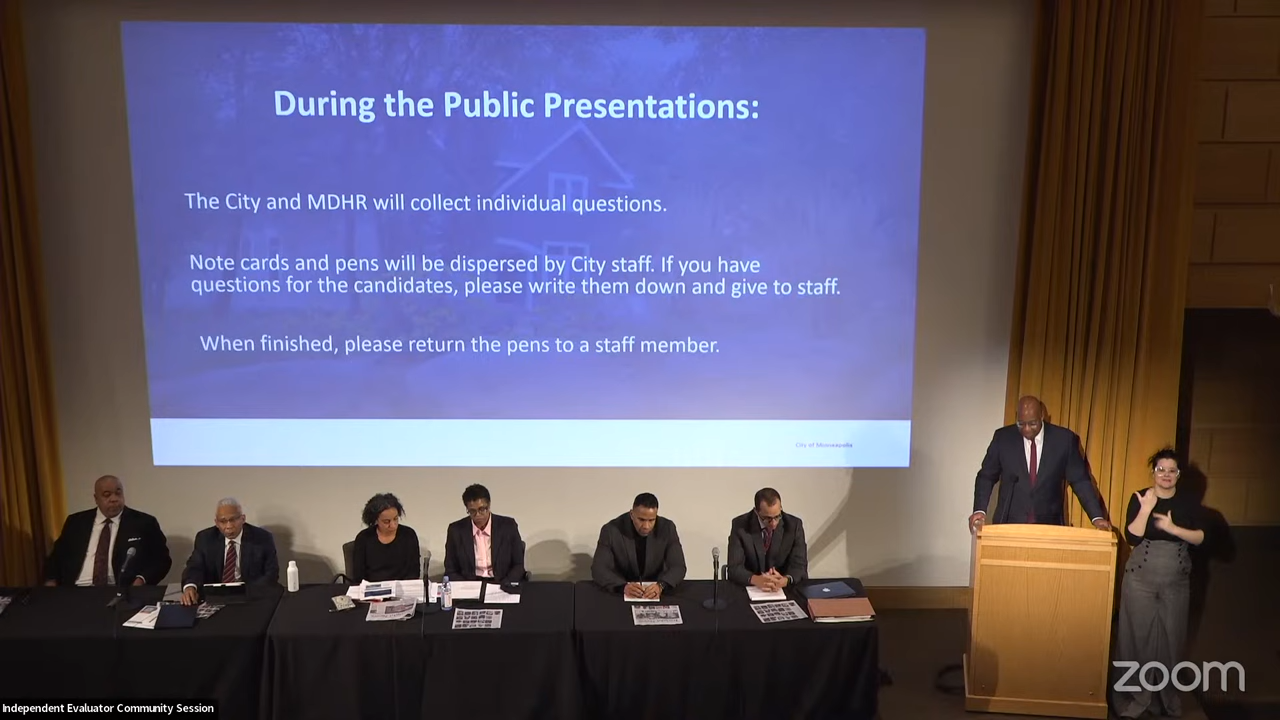 During the Public Presentations:
The City and MDHR will collect individual questions.
Note cards and pens will be dispersed by City staff. If you have
questions for the candidates, please write them down and give to staff.
When finished, please return the pens to a staff member.
City of Minneapolis
zoom
Independent Evaluator Community Session